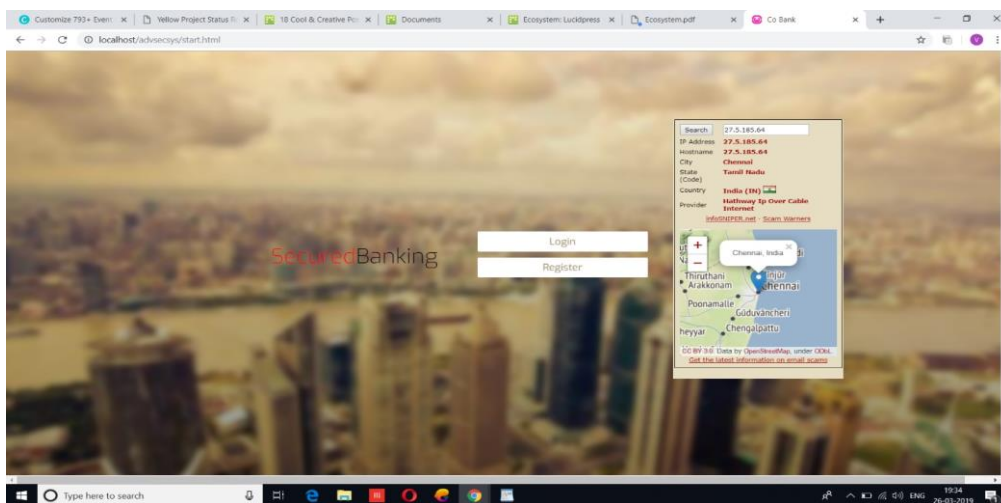 Customize 793+ Event
Yellow Project Status R
18 Cool & Creative Po
Documents
Ecosystem: Lucidpress
Ecosystem.pdf
Co Bank
localhost/advsecsys/start.html
V
SecuredBanking
Login
Register
Search 27.5.185.64
IP Address 27.5.185.64
Hostname 27.5.185.64
City Chennai
State Tamil Nadu
(Code)
Country India (IN)
Provider Hathway Ip Over Cable
Internet
infoSNIPER.net - Scam Warners
+
−
Chennai, India
Thiruthani
Arakkonam
Chennai
Poonamalle
Guduvancheri
Chengalpattu
heyyar
CC BY 3.0 Data by OpenStreetMap, under ODbL.
Get the latest information on email scams
Type here to search
ENG
19:34
26-03-2019